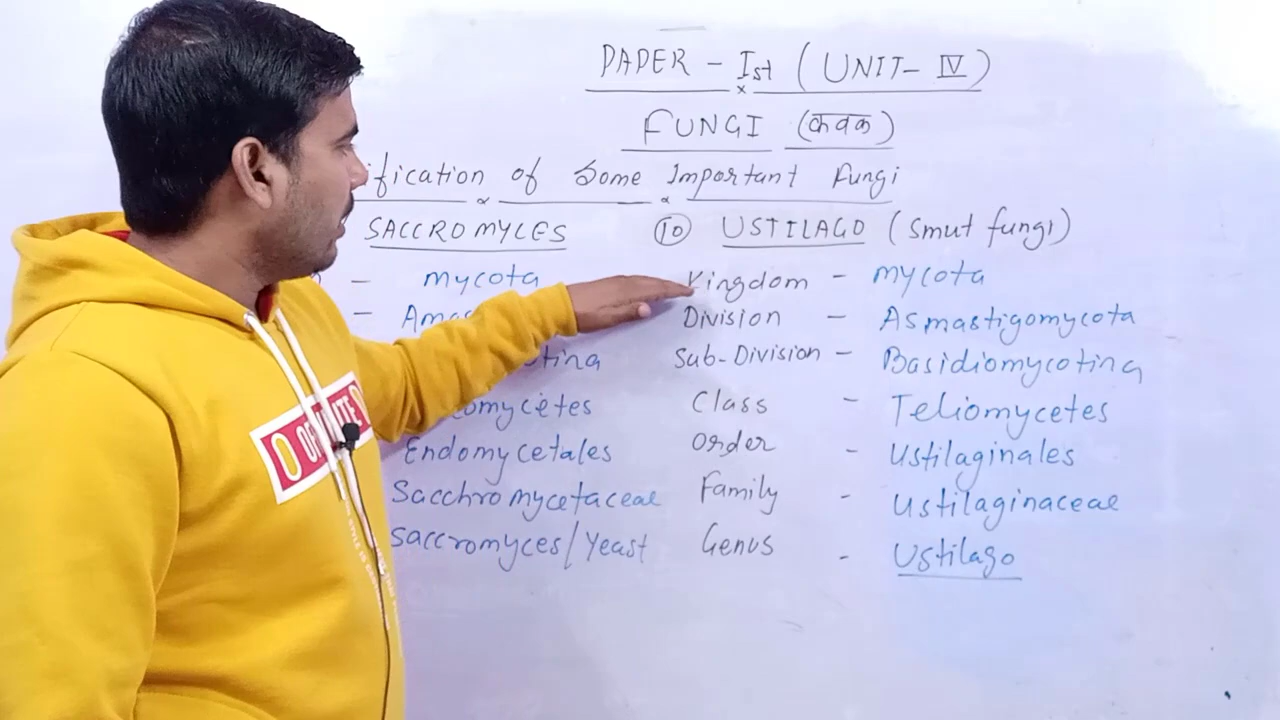 PAPER - Ist (UNIT- IV)
FUNGI (कवक)
ification of Some Important Fungi
SACCROMYCES
mycota
Endomycetales
Sacchromycetaceae
saccromyces/Yeast
10 USTILAGO (Smut fungi)
Kingdom - mycota
Division - Asmastigomycota
Sub-Division - Basidiomycotina
Class - Teliomycetes
Order - Ustilaginales
Family - Ustilaginaceae
Genus - Ustilago